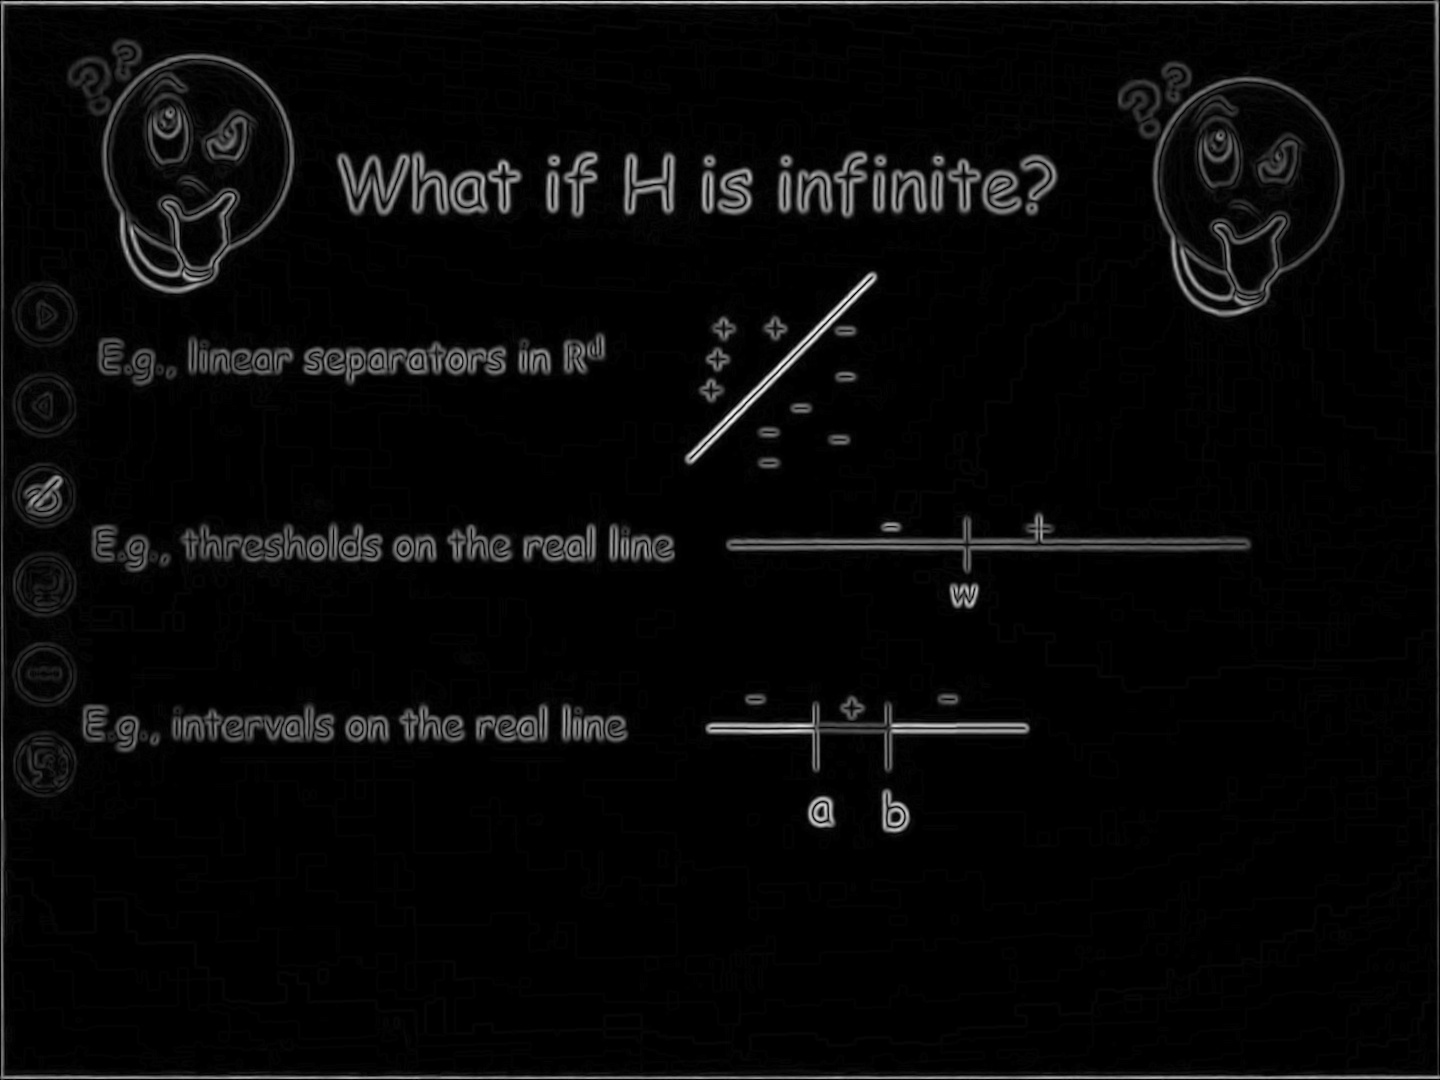 ? ?
? ?
What if H is infinite?
E.g., linear separators in R^d
+ + -
+
+ -
-
- -
-
E.g., thresholds on the real line
- +
w
E.g., intervals on the real line
- + -
a b